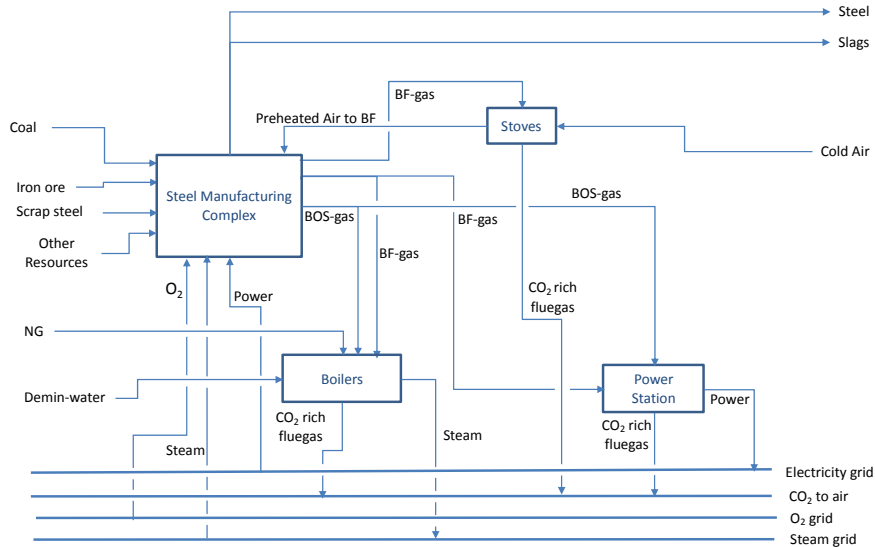 Steel
Slags
BF-gas
Preheated Air to BF
Stoves
Coal
Cold Air
Iron ore
Steel Manufacturing
Complex
Scrap steel
BOS-gas
BF-gas
BOS-gas
Other
Resources
BF-gas
O₂
Power
CO₂ rich
fluegas
NG
Boilers
Power
Station
Demin-water
Power
CO₂ rich
fluegas
Steam
CO₂ rich
fluegas
Steam
Electricity grid
CO₂ to air
O₂ grid
Steam grid